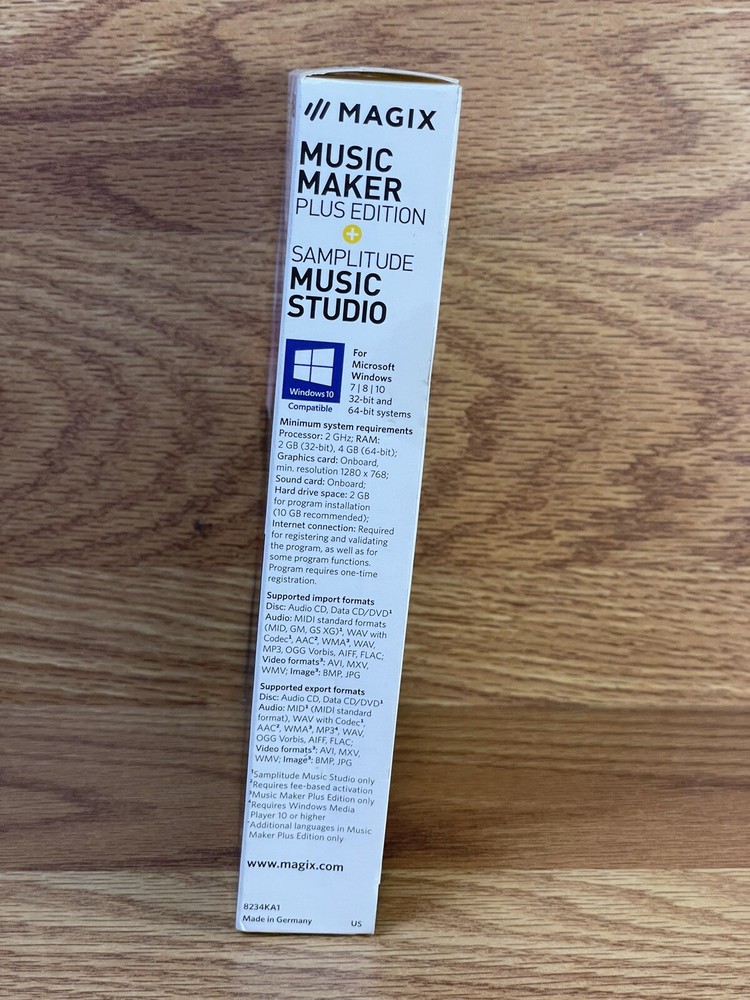 MAGIX
MUSIC
MAKER
PLUS EDITION
+
SAMPLITUDE
MUSIC
STUDIO
Windows 10
Compatible
For
Microsoft
Windows
7 | 8 | 10
32-bit and
64-bit systems
Minimum system requirements
Processor: 2 GHz; RAM:
2 GB (32-bit), 4 GB (64-bit);
Graphics card: Onboard,
min. resolution 1280 x 768;
Sound card: Onboard;
Hard drive space: 2 GB
for program installation
(10 GB recommended);
Internet connection: Required
for registering and validating
the program, as well as for
some program functions.
Program requires one-time
registration.
Supported import formats
Disc: Audio CD, Data CD/DVD¹
Audio: MIDI standard formats
(MID, GM, GS XG)¹, WAV with
Codec¹, AAC², WMA³, WAV,
MP3, OGG Vorbis, AIFF, FLAC;
Video formats³: AVI, MXV,
WMV; Image³: BMP, JPG
Supported export formats
Disc: Audio CD, Data CD/DVD¹
Audio: MID¹ (MIDI standard
format), WAV with Codec¹,
AAC², WMA³, MP3⁴, WAV,
OGG Vorbis, AIFF, FLAC;
Video formats³: AVI, MXV,
WMV; Image³: BMP, JPG
¹Samplitude Music Studio only
²Requires fee-based activation
³Music Maker Plus Edition only
⁴Requires Windows Media
Player 10 or higher
*Additional languages in Music
Maker Plus Edition only
www.magix.com
8234KA1
Made in Germany
US